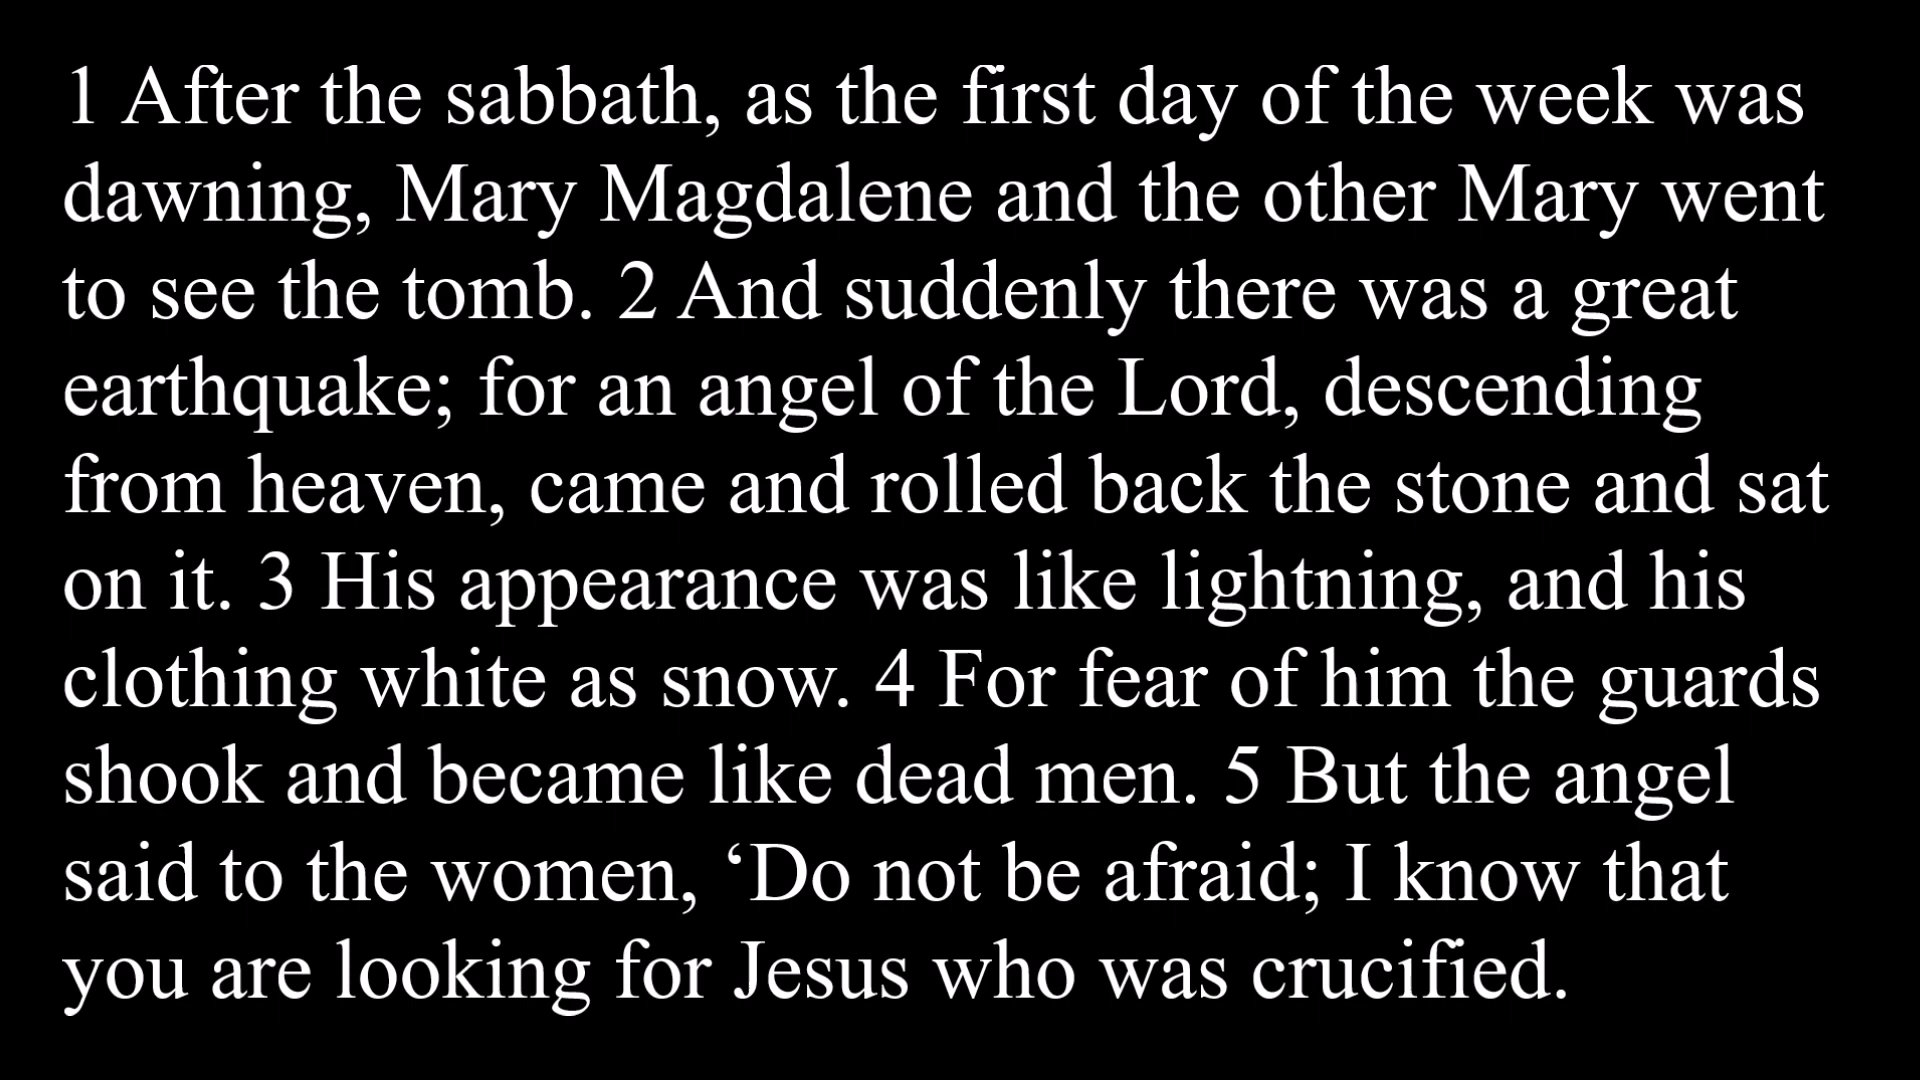 1 After the sabbath, as the first day of the week was
dawning, Mary Magdalene and the other Mary went
to see the tomb. 2 And suddenly there was a great
earthquake; for an angel of the Lord, descending
from heaven, came and rolled back the stone and sat
on it. 3 His appearance was like lightning, and his
clothing white as snow. 4 For fear of him the guards
shook and became like dead men. 5 But the angel
said to the women, ‘Do not be afraid; I know that
you are looking for Jesus who was crucified.